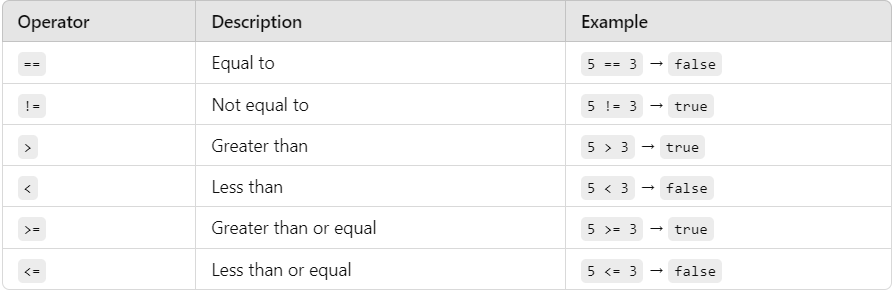 Operator Description Example
== Equal to 5 == 3 → false
!= Not equal to 5 != 3 → true
> Greater than 5 > 3 → true
< Less than 5 < 3 → false
>= Greater than or equal 5 >= 3 → true
<= Less than or equal 5 <= 3 → false